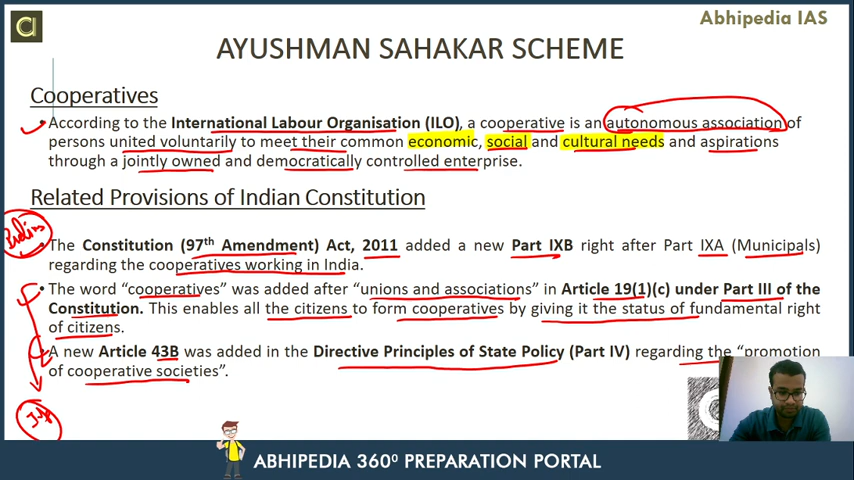 Abhipedia IAS
AYUSHMAN SAHAKAR SCHEME
Cooperatives
• According to the International Labour Organisation (ILO), a cooperative is an autonomous association of
persons united voluntarily to meet their common economic, social and cultural needs and aspirations
through a jointly owned and democratically controlled enterprise.
Related Provisions of Indian Constitution
• The Constitution (97th Amendment) Act, 2011 added a new Part IXB right after Part IXA (Municipals)
regarding the cooperatives working in India.
• The word “cooperatives” was added after “unions and associations” in Article 19(1)(c) under Part III of the
Constitution. This enables all the citizens to form cooperatives by giving it the status of fundamental right
of citizens.
• A new Article 43B was added in the Directive Principles of State Policy (Part IV) regarding the “promotion
of cooperative societies”.
ABHIPEDIA 360⁰ PREPARATION PORTAL